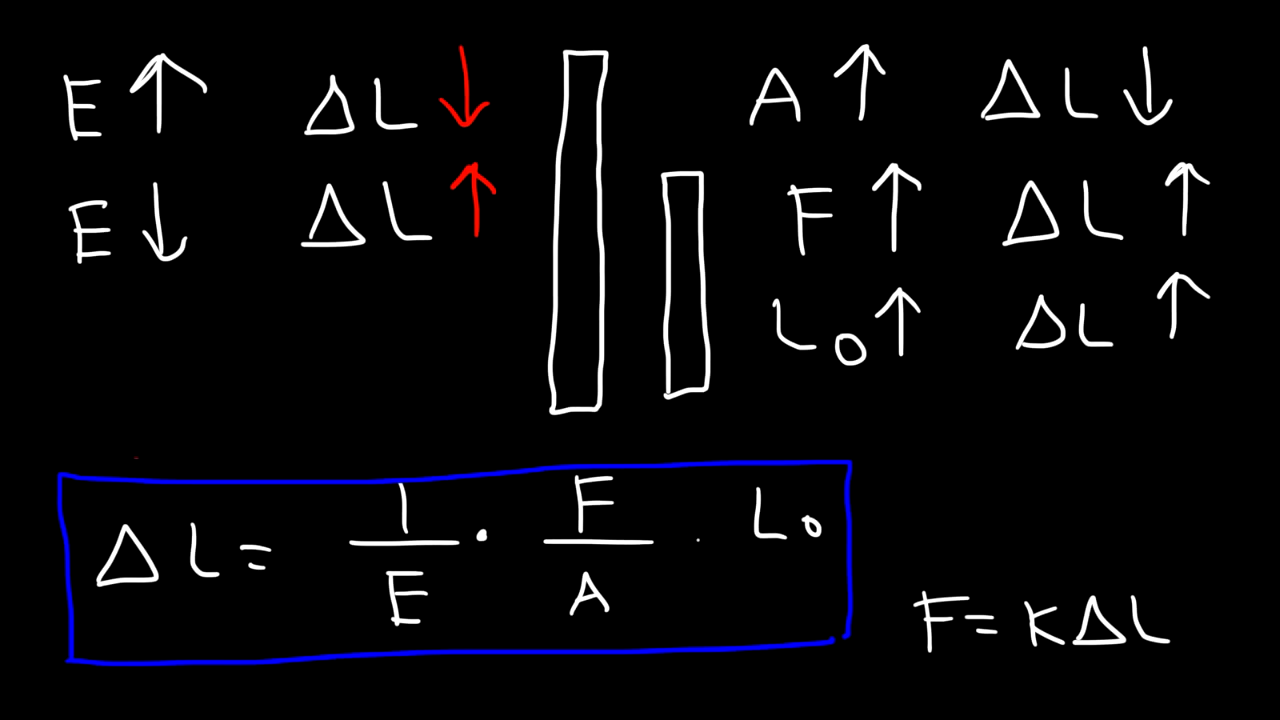 E ↑ ΔL ↓
E ↓ ΔL ↑
A ↑ ΔL ↓
F ↑ ΔL ↑
L₀ ↑ ΔL ↑
ΔL = 1/E · F/A · L₀
F = KΔL